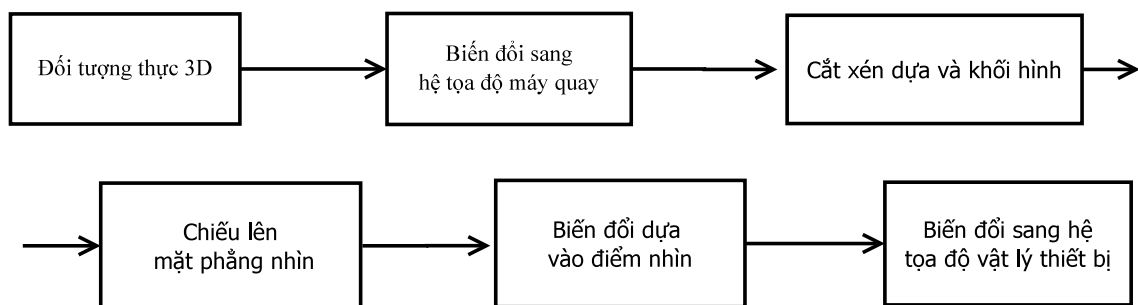 Đối tượng thực 3D
Biến đổi sang
hệ tọa độ máy quay
Cắt xén dựa và khối hình
Chiếu lên
mặt phẳng nhìn
Biến đổi dựa
vào điểm nhìn
Biến đổi sang hệ
tọa độ vật lý thiết bị